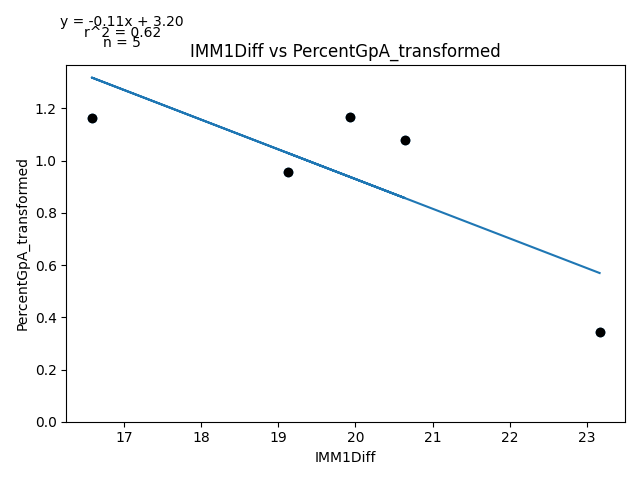 y = -0.11x + 3.20
r^2 = 0.62
n = 5
IMM1Diff vs PercentGpA_transformed
PercentGpA_transformed
1.2
1.0
0.8
0.6
0.4
0.2
0.0
17 18 19 20 21 22 23
IMM1Diff